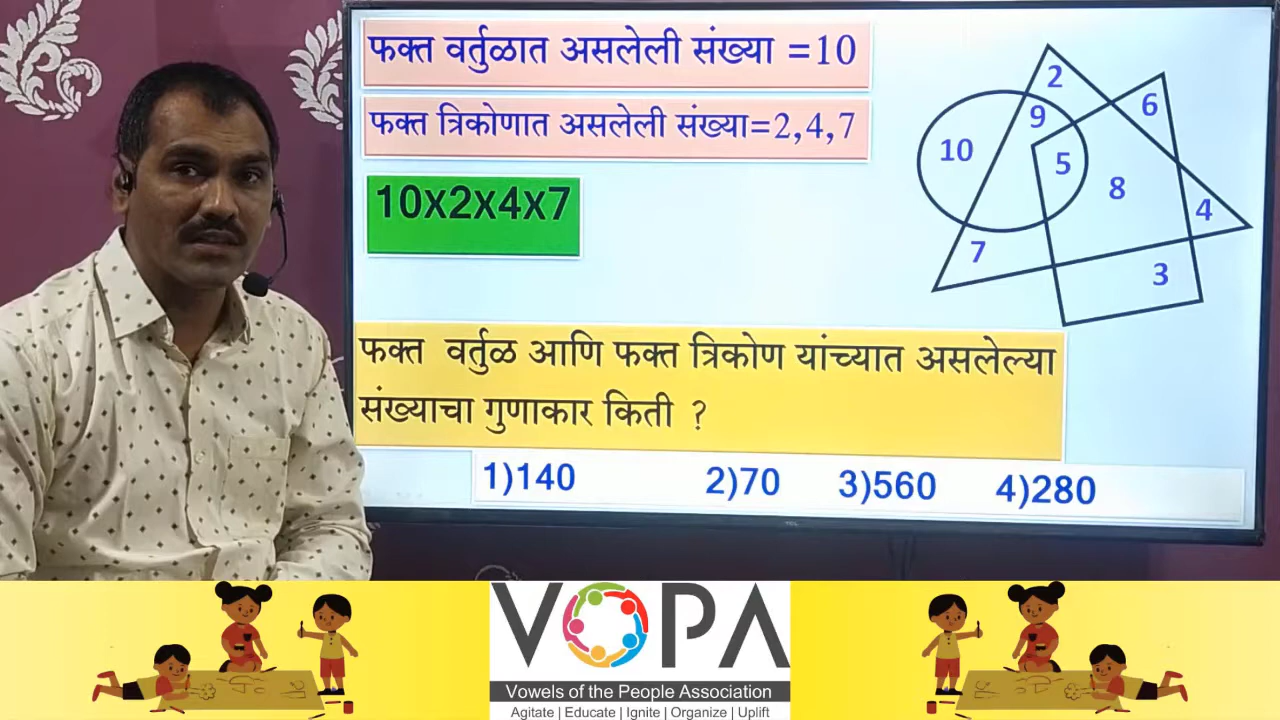 फक्त वर्तुळात असलेली संख्या =10
फक्त त्रिकोणात असलेली संख्या=2,4,7
10x2x4x7
2
6
9
10
5
8
4
7
3
फक्त वर्तुळ आणि फक्त त्रिकोण यांच्यात असलेल्या
संख्याचा गुणाकार किती ?
1)140 2)70 3)560 4)280
VOPA
Vowels of the People Association
Agitate | Educate | Ignite | Organize | Uplift